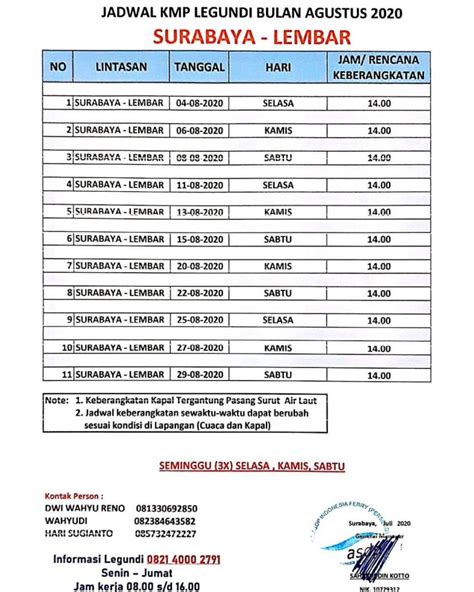 JADWAL KMP LEGUNDI BULAN AGUSTUS 2020
SURABAYA - LEMBAR
NO LINTASAN TANGGAL HARI JAM/ RENCANA KEBERANGKATAN
1 SURABAYA - LEMBAR 04-08-2020 SELASA 14.00
2 SURABAYA - LEMBAR 06-08-2020 KAMIS 14.00
3 SURABAYA - LEMBAR 08-08-2020 SABTU 14.00
4 SURABAYA - LEMBAR 11-08-2020 SELASA 14.00
5 SURABAYA - LEMBAR 13-08-2020 KAMIS 14.00
6 SURABAYA - LEMBAR 15-08-2020 SABTU 14.00
7 SURABAYA - LEMBAR 20-08-2020 KAMIS 14.00
8 SURABAYA - LEMBAR 22-08-2020 SABTU 14.00
9 SURABAYA - LEMBAR 25-08-2020 SELASA 14.00
10 SURABAYA - LEMBAR 27-08-2020 KAMIS 14.00
11 SURABAYA - LEMBAR 29-08-2020 SABTU 14.00
Note: 1. Keberangkatan Kapal Tergantung Pasang Surut Air Laut
2. Jadwal keberangkatan sewaktu-waktu dapat berubah
sesuai kondisi di Lapangan (Cuaca dan Kapal)
SEMINGGU (3X) SELASA , KAMIS, SABTU
Kontak Person :
DWI WAHYU RENO 081330692850
WAHYUDI 082384643582
HARI SUGIANTO 085732472227
Informasi Legundi 0821 4000 2791
Senin - Jumat
Jam kerja 08.00 s/d 16.00
INDONESIA FERRY
Surabaya, Juli 2020
General Manager
KOTTO
NIK. 10779317